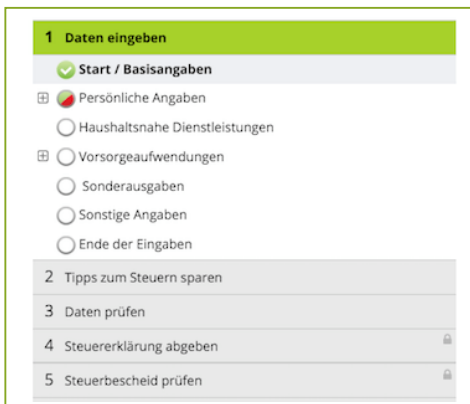 1 Daten eingeben
Start / Basisangaben
Persönliche Angaben
Haushaltsnahe Dienstleistungen
Vorsorgeaufwendungen
Sonderausgaben
Sonstige Angaben
Ende der Eingaben
2 Tipps zum Steuern sparen
3 Daten prüfen
4 Steuererklärung abgeben
5 Steuerbescheid prüfen